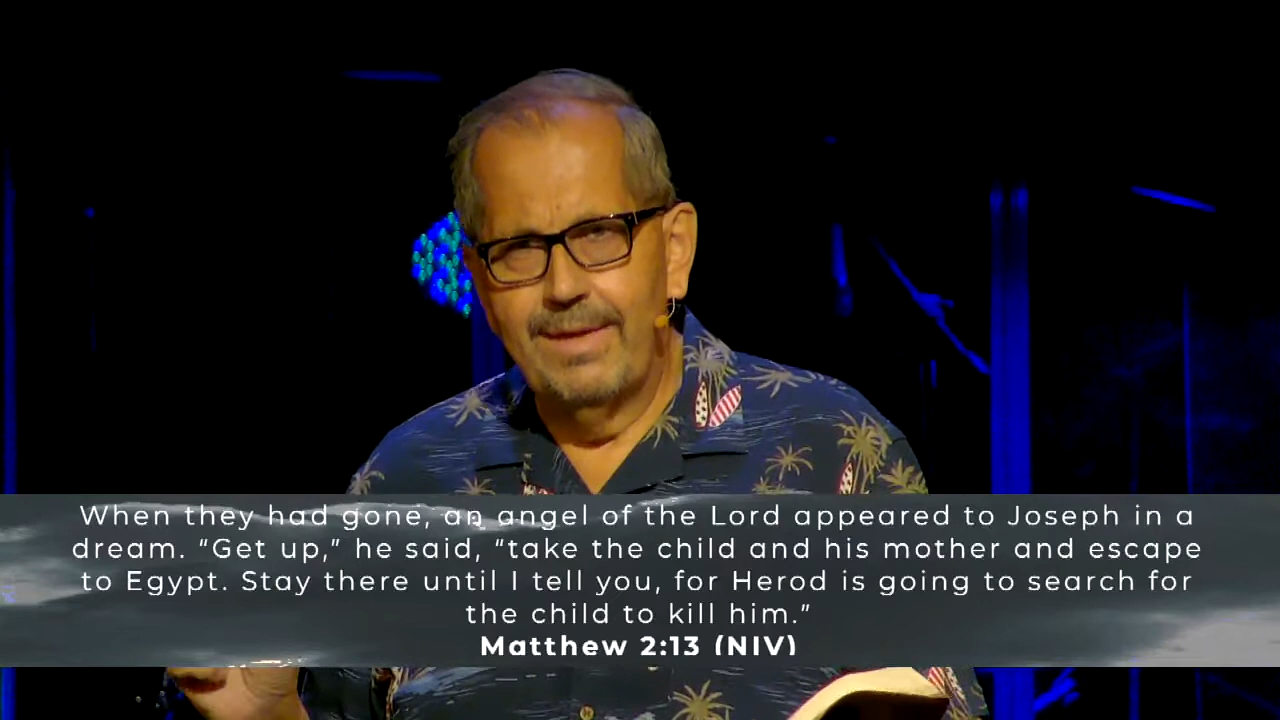 When they had gone, an angel of the Lord appeared to Joseph in a
dream. “Get up,” he said, “take the child and his mother and escape
to Egypt. Stay there until I tell you, for Herod is going to search for
the child to kill him.”
Matthew 2:13 (NIV)